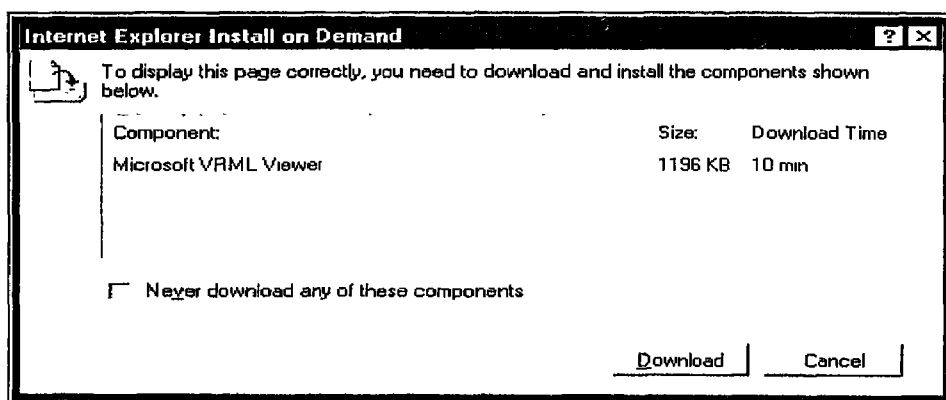 Internet Explorer Install on Demand ? X
To display this page correctly, you need to download and install the components shown
below.
Component: Size: Download Time
Microsoft VRML Viewer 1196 KB 10 min
Never download any of these components
Download Cancel